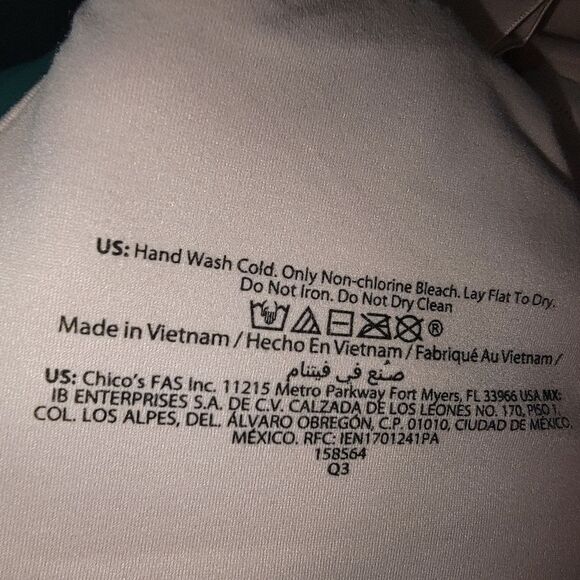 US: Hand Wash Cold. Only Non-chlorine Bleach. Lay Flat To Dry.
Do Not Iron. Do Not Dry Clean
®
Made in Vietnam / Hecho En Vietnam / Fabriqué Au Vietnam /
صنع في فيتنام
US: Chico's FAS Inc. 11215 Metro Parkway Fort Myers, FL 33966 USA MX:
IB ENTERPRISES S.A. DE C.V. CALZADA DE LOS LEONES NO. 170, PISO 1,
COL. LOS ALPES, DEL. ÁLVARO OBREGÓN, C.P. 01010, CIUDAD DE MÉXICO,
MÉXICO. RFC: IEN1701241PA
158564
Q3